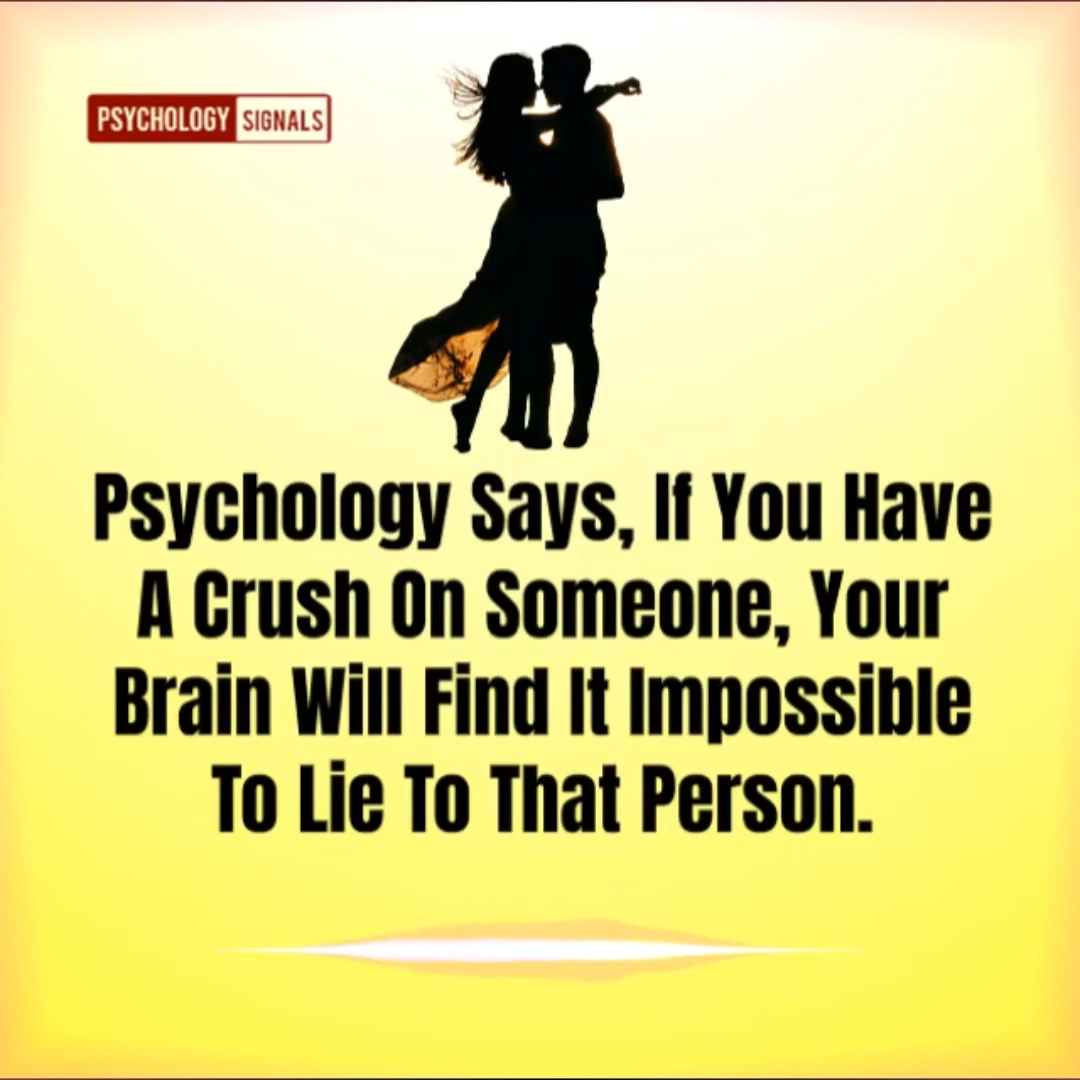 PSYCHOLOGY SIGNALS
Psychology Says, If You Have
A Crush On Someone, Your
Brain Will Find It Impossible
To Lie To That Person.